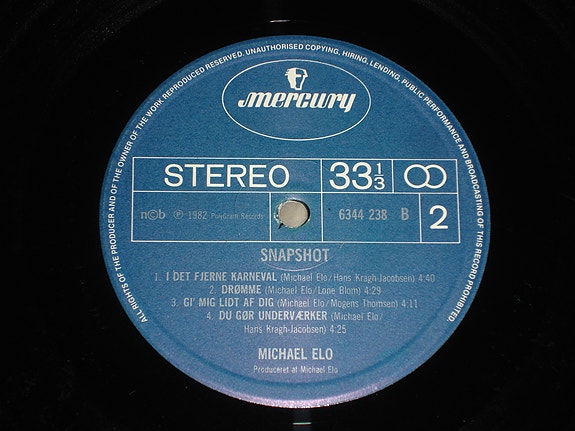 ALL RIGHTS OF THE PRODUCER AND OF THE OWNER OF THE WORK REPRODUCED RESERVED. UNAUTHORISED COPYING, HIRING, LENDING, PUBLIC PERFORMANCE AND BROADCASTING OF THIS RECORD PROHIBITED.
mercury
STEREO 33 1/3 ∞
n©b ℗ 1982 PolyGram Records 6344 238 B 2
SNAPSHOT
1. I DET FJERNE KARNEVAL (Michael Elo/Hans Kragh-Jacobsen) 4:40
2. DRØMME (Michael Elo/Lone Blom) 4:29
3. GI' MIG LIDT AF DIG (Michael Elo/Mogens Thomsen) 4:11
4. DU GØR UNDERVÆRKER (Michael Elo/
Hans Kragh-Jacobsen) 4:25
MICHAEL ELO
Produceret af Michael Elo